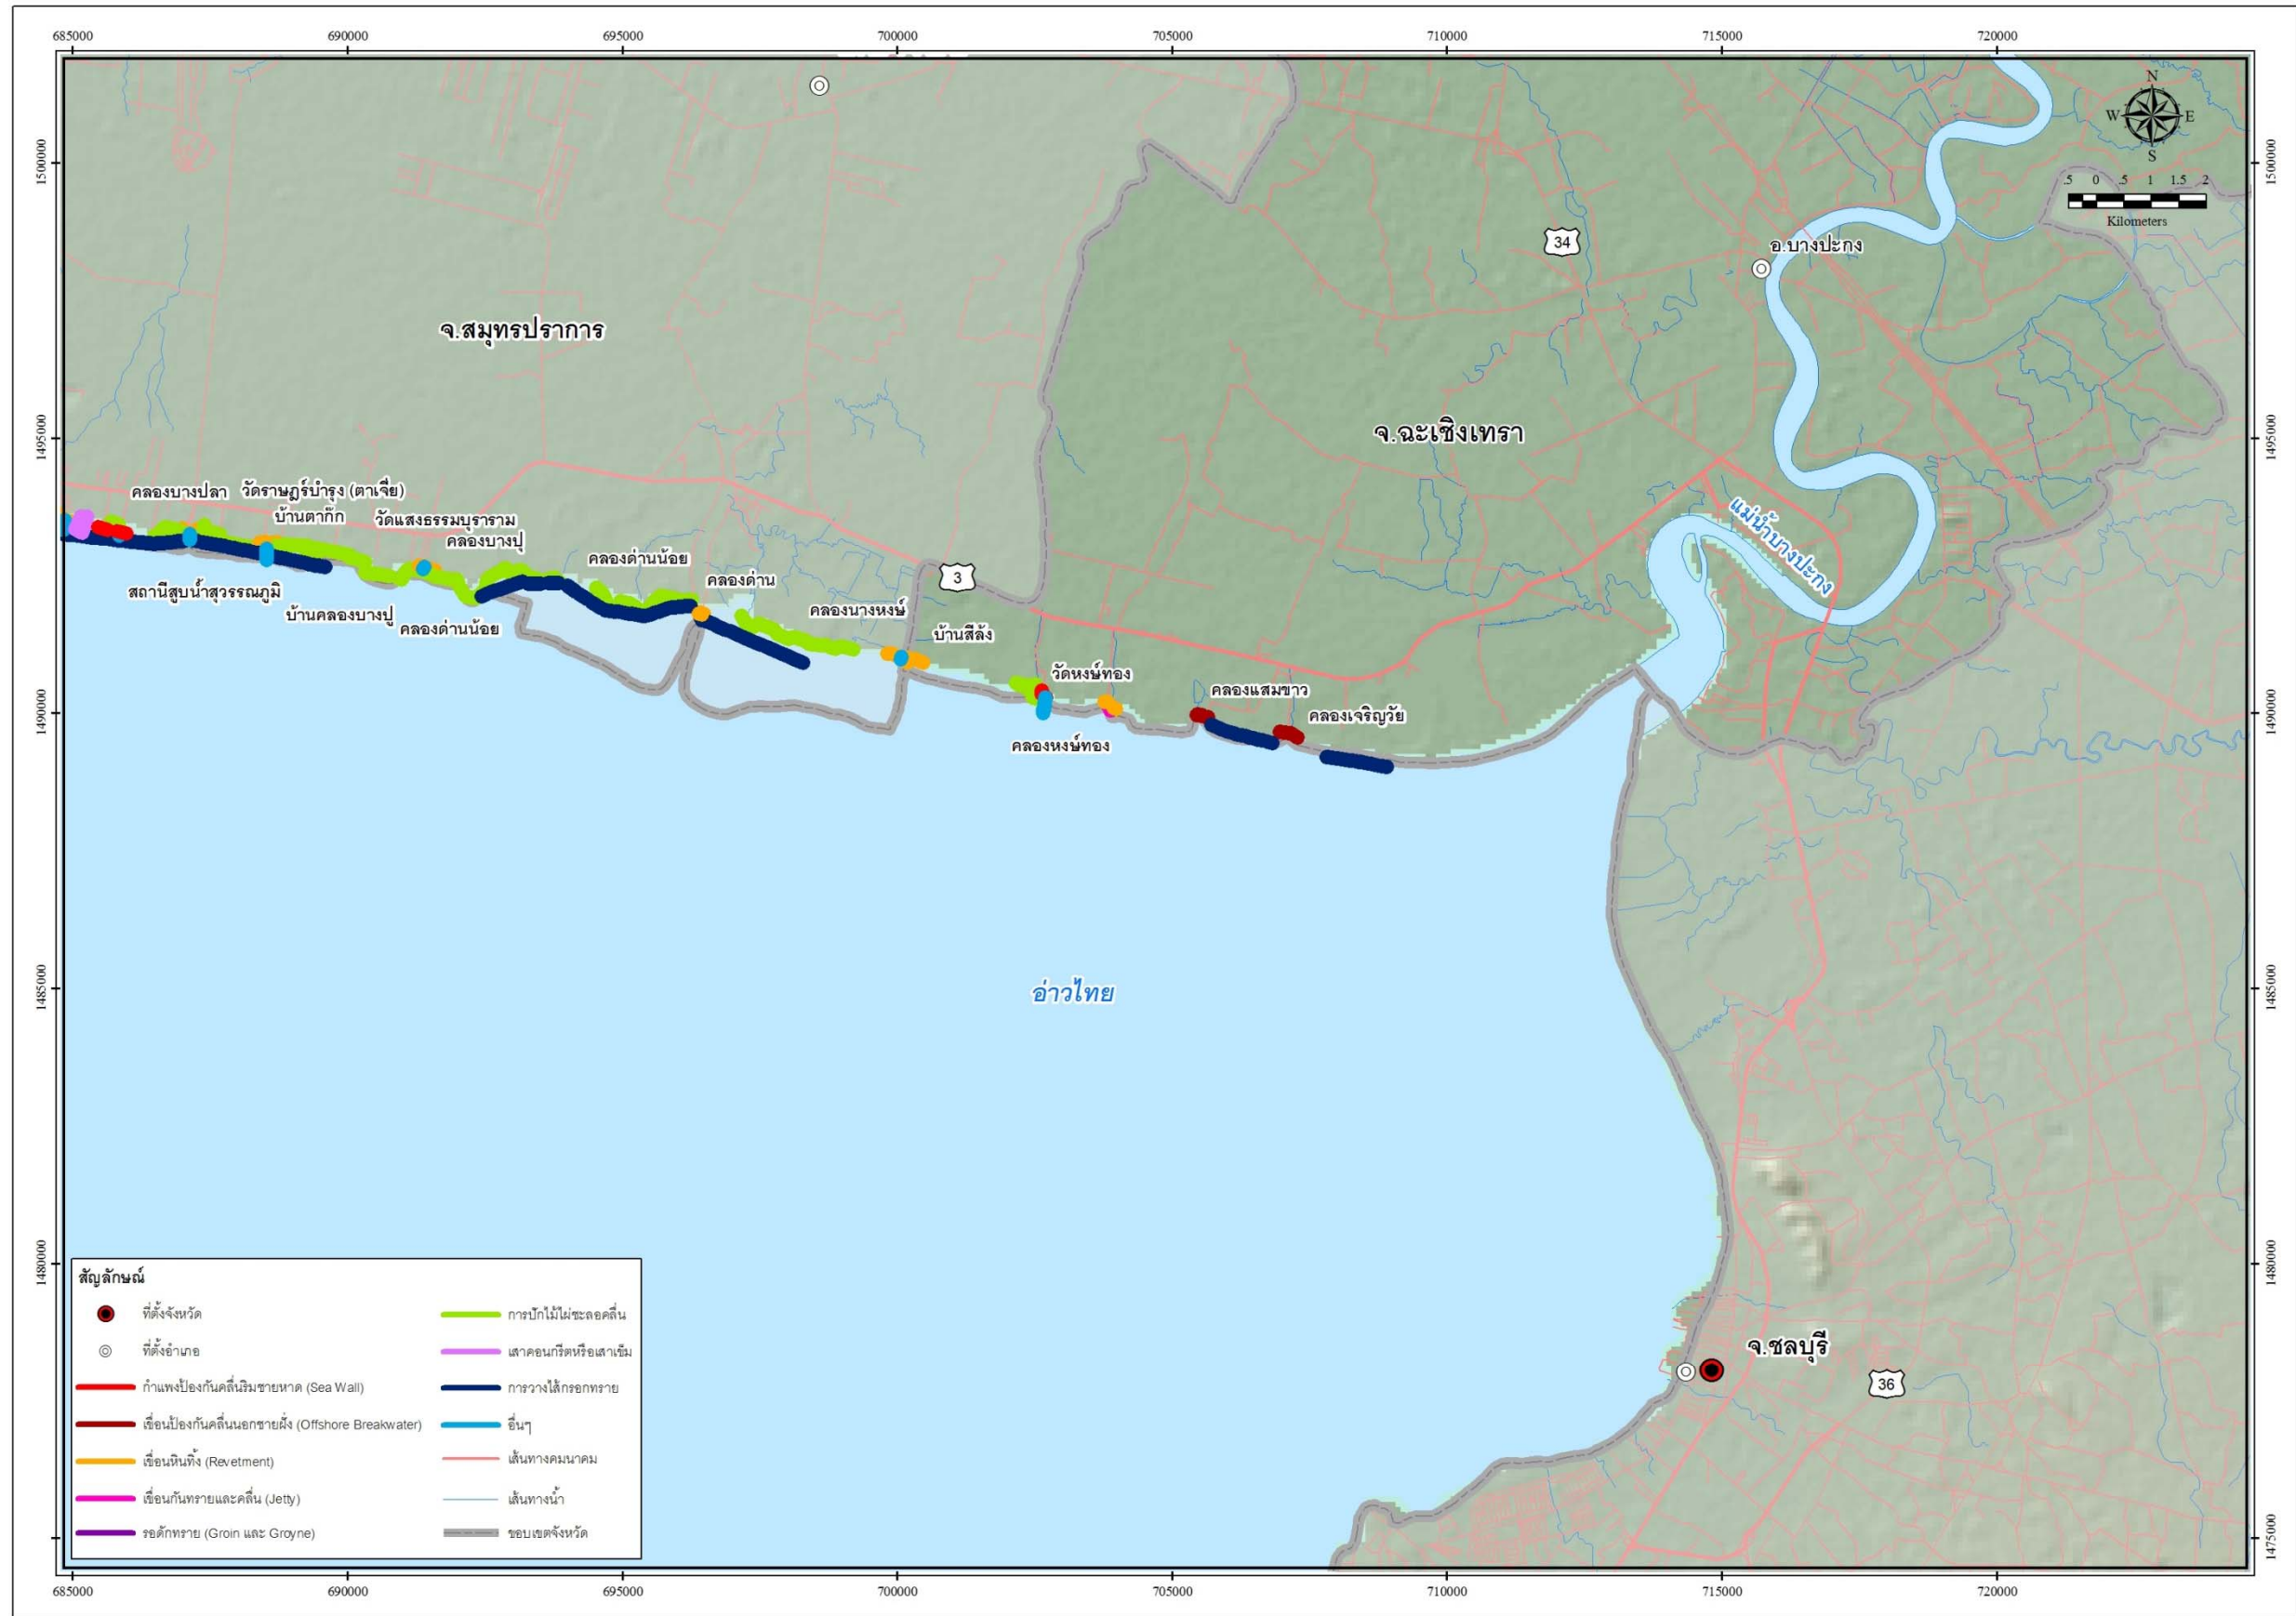 685000 690000 695000 700000 705000 710000 715000 720000
1500000
1500000
N
W E
S
.5 0 .5 1 1.5 2
Kilometers
34
อ.บางปะกง
จ.สมุทรปราการ
จ.ฉะเชิงเทรา
1495000
1495000
คลองบางปลา
วัดราษฎร์บำรุง (ตาเจี่ย)
บ้านตาก๊ก
วัดแสงธรรมบุราราม
คลองบางปุ
แม่น้ำบางปะกง
คลองด่านน้อย
คลองด่าน
3
สถานีสูบน้ำสุวรรณภูมิ
บ้านคลองบางปู
คลองด่านน้อย
คลองนางหงษ์
บ้านสีล้ง
วัดหงษ์ทอง
คลองแสมขาว
คลองเจริญวัย
คลองหงษ์ทอง
1490000
1490000
อ่าวไทย
1485000
1485000
1480000
1480000
จ.ชลบุรี
36
สัญลักษณ์
ที่ตั้งจังหวัด
ที่ตั้งอำเภอ
กำแพงป้องกันคลื่นริมชายหาด (Sea Wall)
เขื่อนป้องกันคลื่นนอกชายฝั่ง (Offshore Breakwater)
เขื่อนหินทิ้ง (Revetment)
เขื่อนกันทรายและคลื่น (Jetty)
รอดักทราย (Groin และ Groyne)
การปักไม้ไผ่ชะลอคลื่น
เสาคอนกรีตหรือเสาเข็ม
การวางไส้กรอกทราย
อื่นๆ
เส้นทางคมนาคม
เส้นทางน้ำ
ขอบเขตจังหวัด
1475000
685000 690000 695000 700000 705000 710000 715000 720000